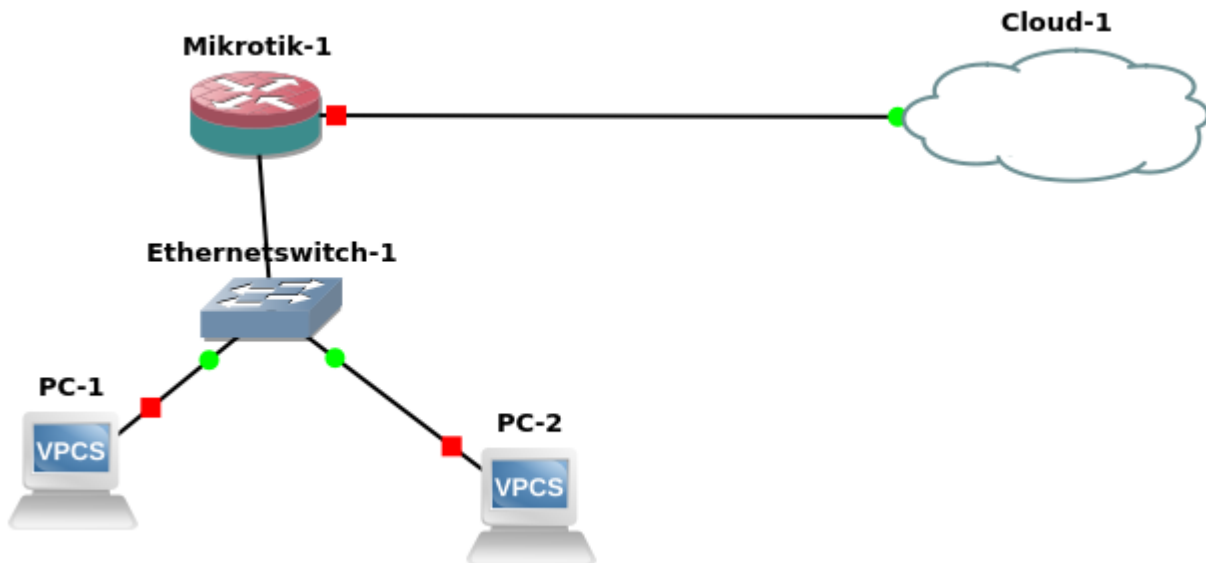 Cloud-1
Mikrotik-1
Ethernetswitch-1
PC-1
VPCS
PC-2
VPCS